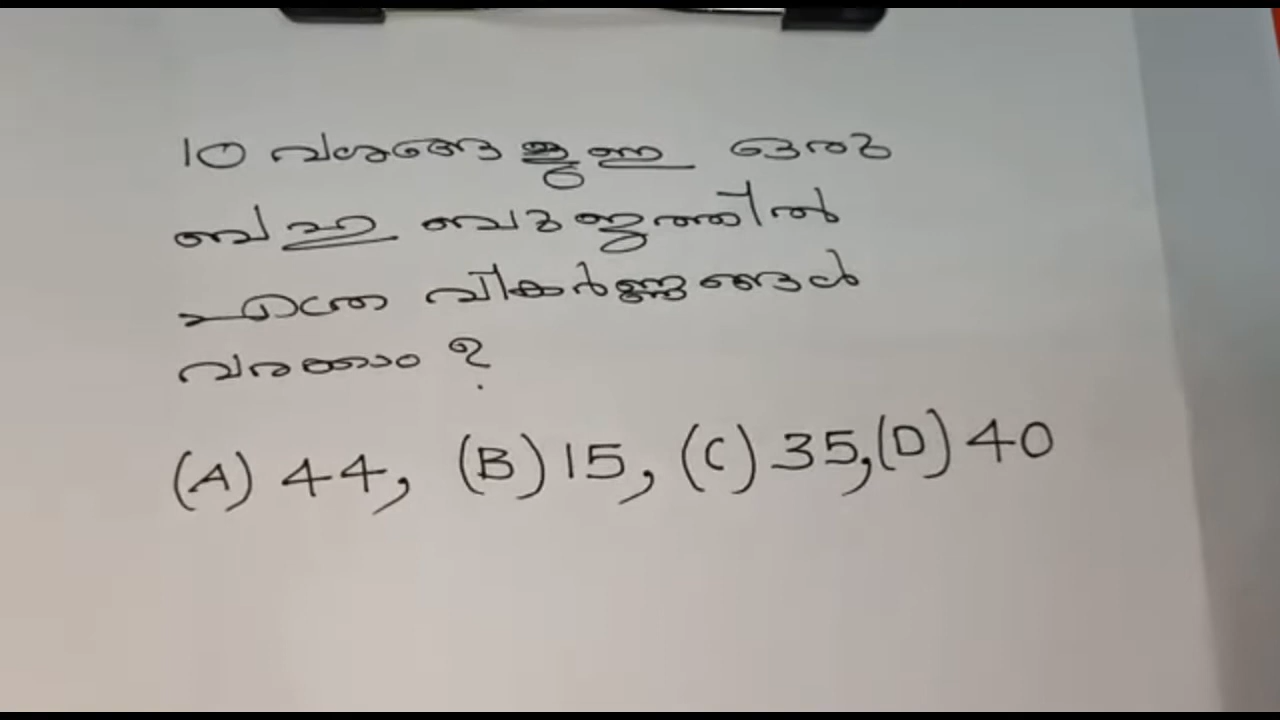 10 വശങ്ങളുള്ള ഒരു
ബഹുബുജത്തിൽ
എത്ര വികർണ്ണങ്ങൾ
വരക്കാം ?
(A) 44, (B) 15, (C) 35, (D) 40